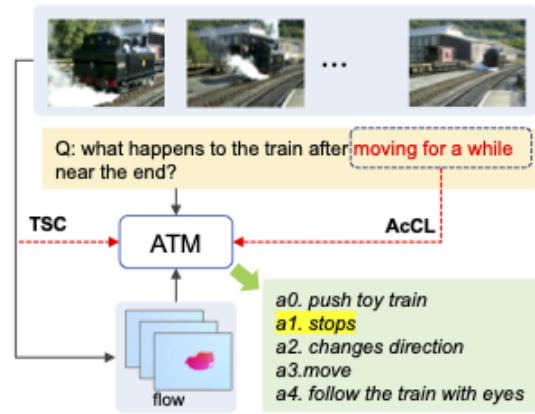 ...
Q: what happens to the train after moving for a while
near the end?
TSC
AcCL
ATM
a0. push toy train
a1. stops
a2. changes direction
a3.move
a4. follow the train with eyes
flow